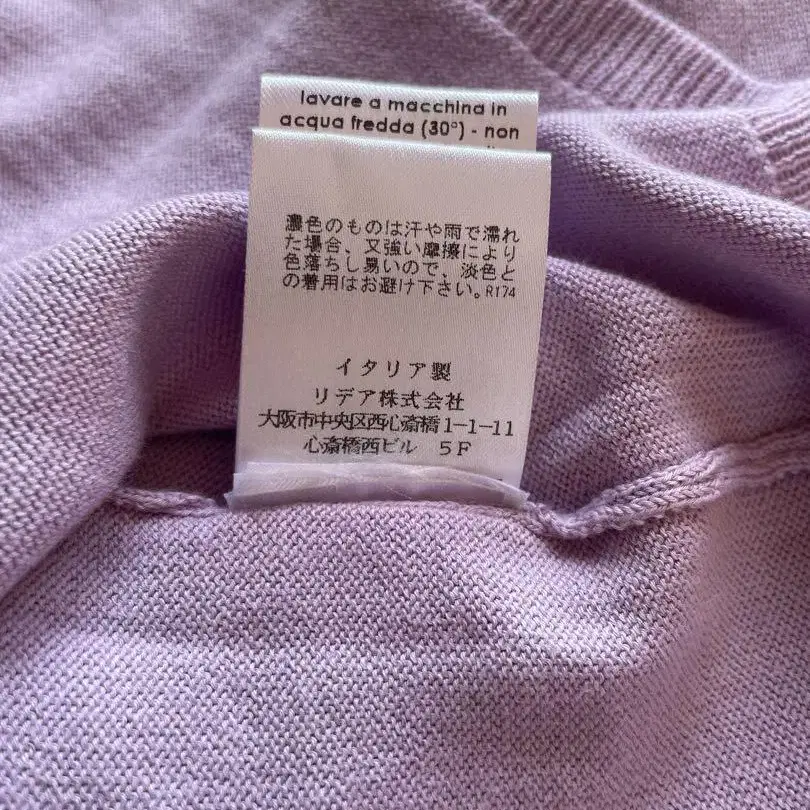 lavare a macchina in
acqua fredda (30°) - non
濃色のものは汗や雨で濡れ
た場合、又強い摩擦により
色落ちし易いので、淡色と
の着用はお避け下さい。R174
イタリア製
リデア株式会社
大阪市中央区西心斎橋1-1-11
心斎橋西ビル 5F